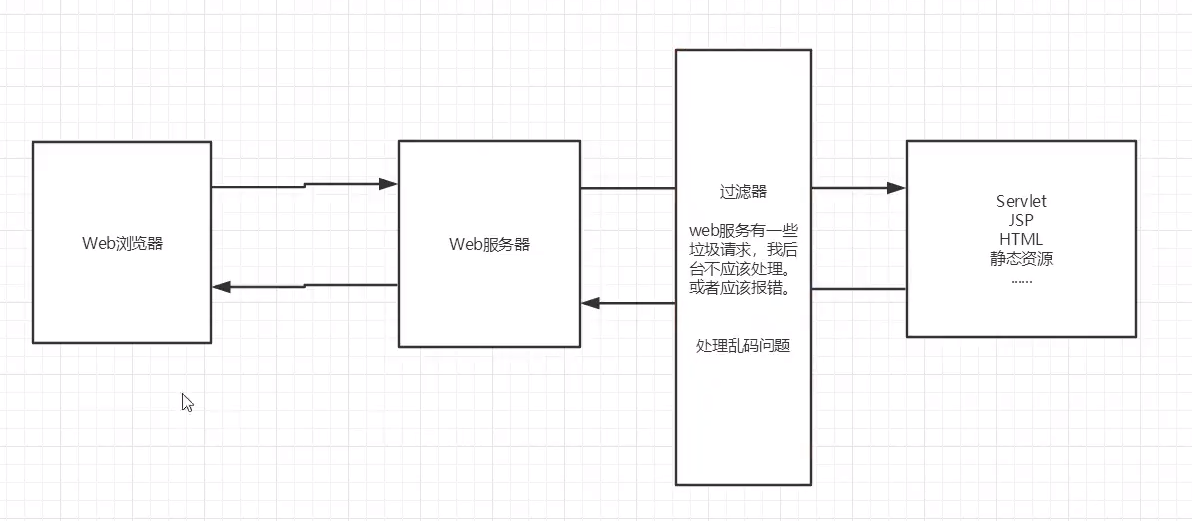 Web浏览器
Web服务器
过滤器
web服务有一些
垃圾请求，我后
台不应该处理。
或者应该报错。
处理乱码问题
Servlet
JSP
HTML
静态资源
......